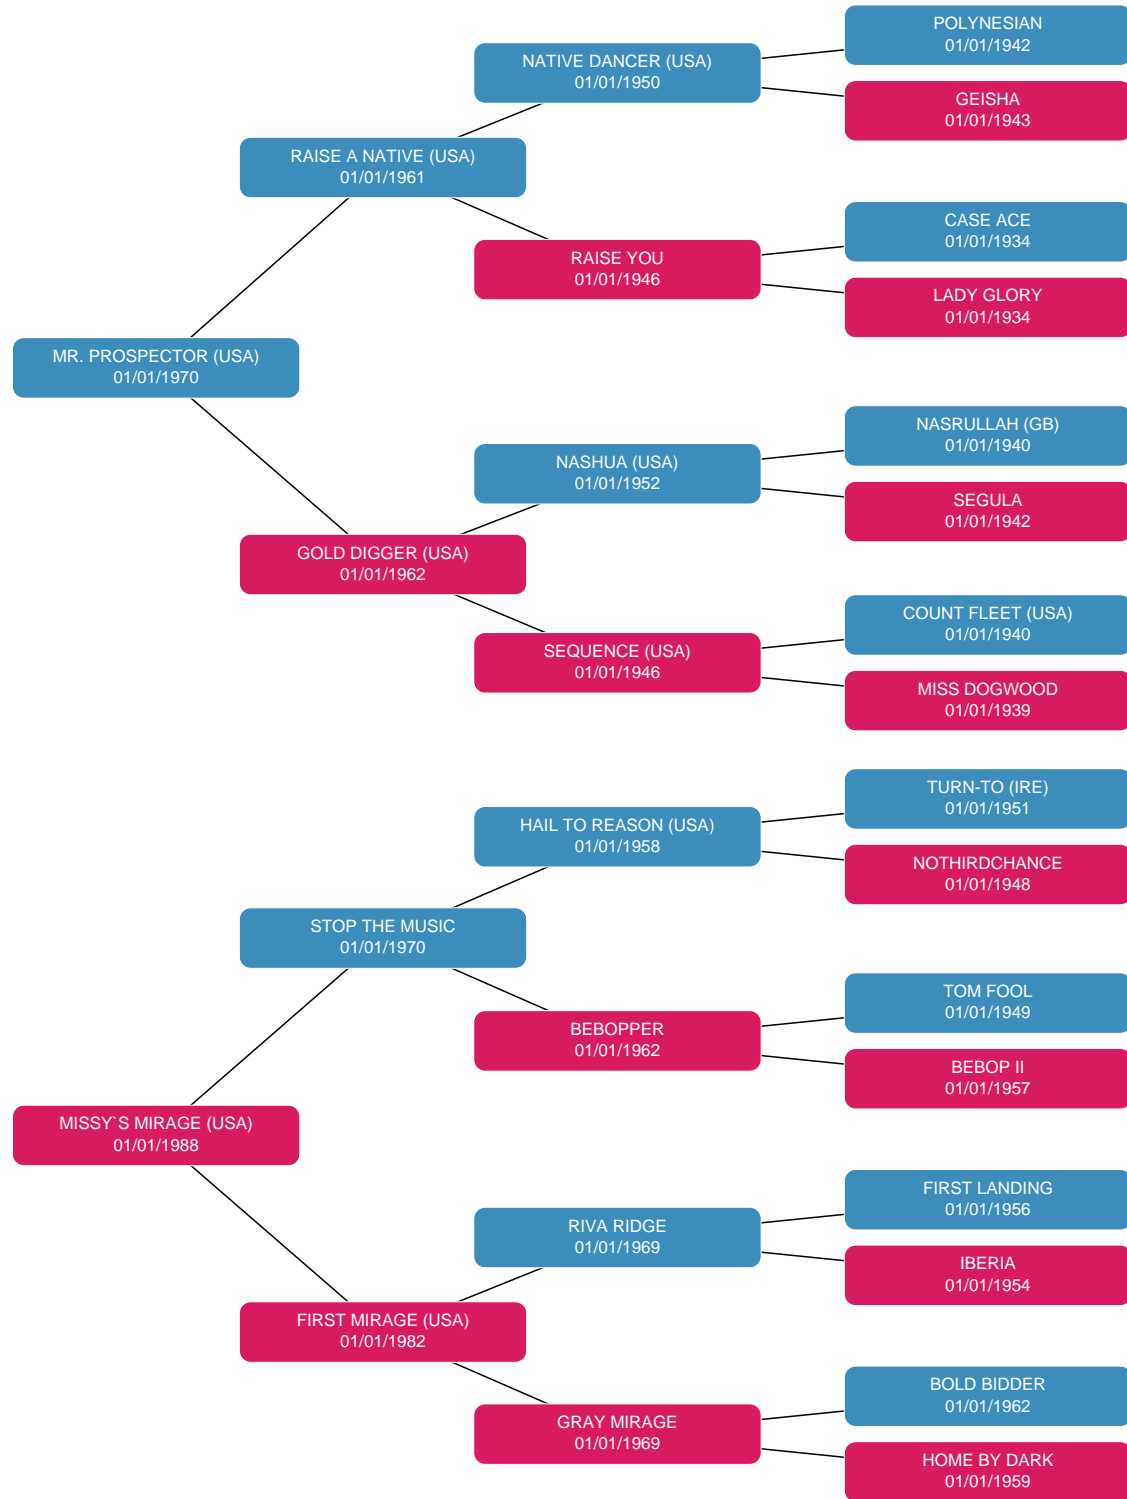 POLYNESIAN
01/01/1942
NATIVE DANCER (USA)
01/01/1950
GEISHA
01/01/1943
RAISE A NATIVE (USA)
01/01/1961
CASE ACE
01/01/1934
RAISE YOU
01/01/1946
LADY GLORY
01/01/1934
MR. PROSPECTOR (USA)
01/01/1970
NASRULLAH (GB)
01/01/1940
NASHUA (USA)
01/01/1952
SEGULA
01/01/1942
GOLD DIGGER (USA)
01/01/1962
COUNT FLEET (USA)
01/01/1940
SEQUENCE (USA)
01/01/1946
MISS DOGWOOD
01/01/1939
TURN-TO (IRE)
01/01/1951
HAIL TO REASON (USA)
01/01/1958
NOTHIRDCHANCE
01/01/1948
STOP THE MUSIC
01/01/1970
TOM FOOL
01/01/1949
BEBOPPER
01/01/1962
BEBOP II
01/01/1957
MISSY`S MIRAGE (USA)
01/01/1988
FIRST LANDING
01/01/1956
RIVA RIDGE
01/01/1969
IBERIA
01/01/1954
FIRST MIRAGE (USA)
01/01/1982
BOLD BIDDER
01/01/1962
GRAY MIRAGE
01/01/1969
HOME BY DARK
01/01/1959